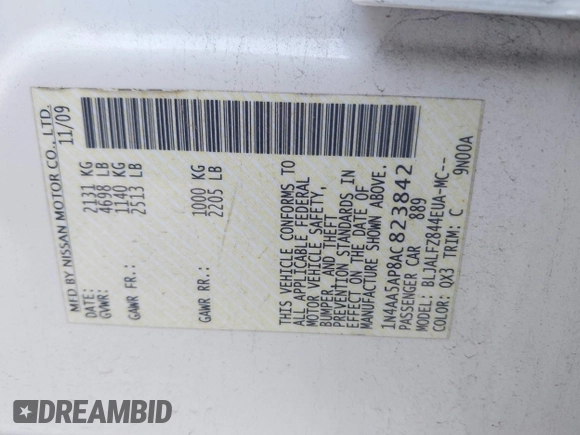 MFD BY NISSAN MOTOR CO., LTD.
DATE: 11/09
GVWR: 2131 KG
4698 LB
GAWR FR: 1140 KG
2513 LB
GAWR RR: 1000 KG
2205 LB
THIS VEHICLE CONFORMS TO
ALL APPLICABLE FEDERAL
MOTOR VEHICLE SAFETY,
BUMPER, AND THEFT
PREVENTION STANDARDS IN
EFFECT ON THE DATE OF
MANUFACTURE SHOWN ABOVE.
1N4AA5AP8AC823842
PASSENGER CAR 889
MODEL: BLJALFZ844EUA-MC--
COLOR: QX3 TRIM: C 9N00A
DREAMBID